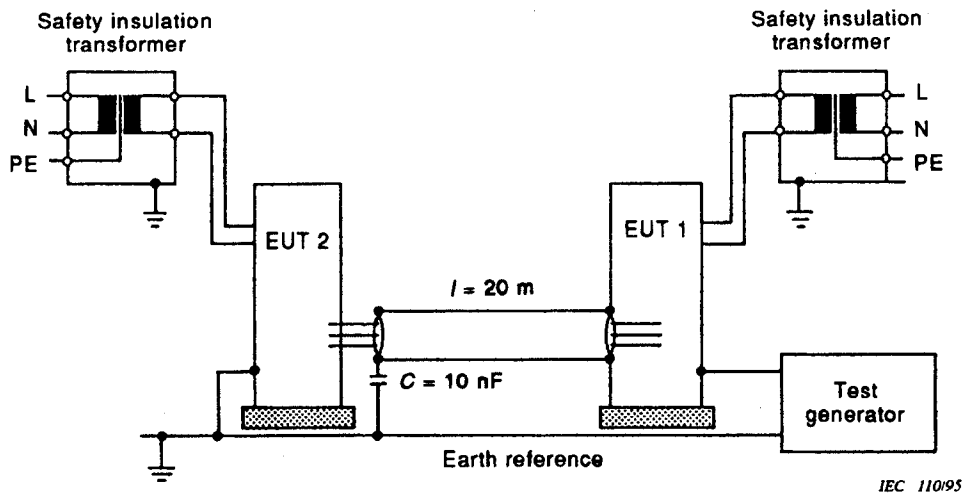 Safety insulation
transformer
Safety insulation
transformer
L
N
PE
L
N
PE
EUT 2
EUT 1
l = 20 m
C = 10 nF
Test
generator
Earth reference
IEC 110/95